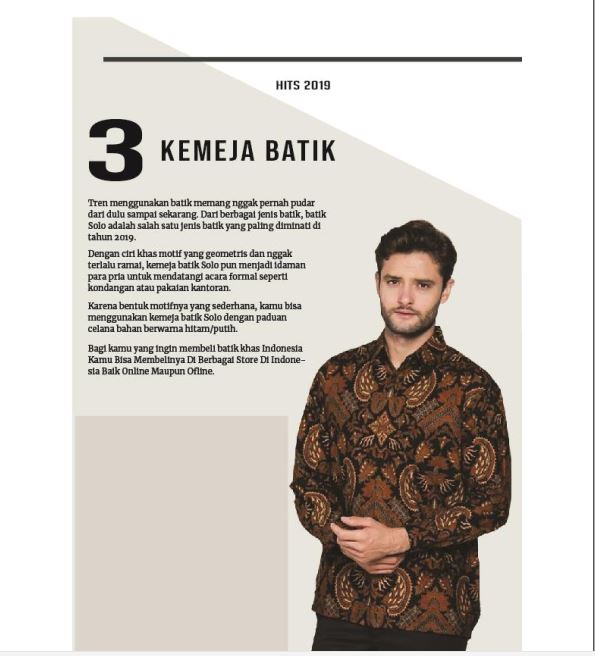 HITS 2019
3 KEMEJA BATIK
Tren menggunakan batik memang nggak pernah pudar
dari dulu sampai sekarang. Dari berbagai jenis batik, batik
Solo adalah salah satu jenis batik yang paling diminati di
tahun 2019.
Dengan ciri khas motif yang geometris dan nggak
terlalu ramai, kemeja batik Solo pun menjadi idaman
para pria untuk mendatangi acara formal seperti
kondangan atau pakaian kantoran.
Karena bentuk motifnya yang sederhana, kamu bisa
menggunakan kemeja batik Solo dengan paduan
celana bahan berwarna hitam/putih.
Bagi kamu yang ingin membeli batik khas Indonesia
Kamu Bisa Membelinya Di Berbagai Store Di Indone-
sia Baik Online Maupun Ofline.